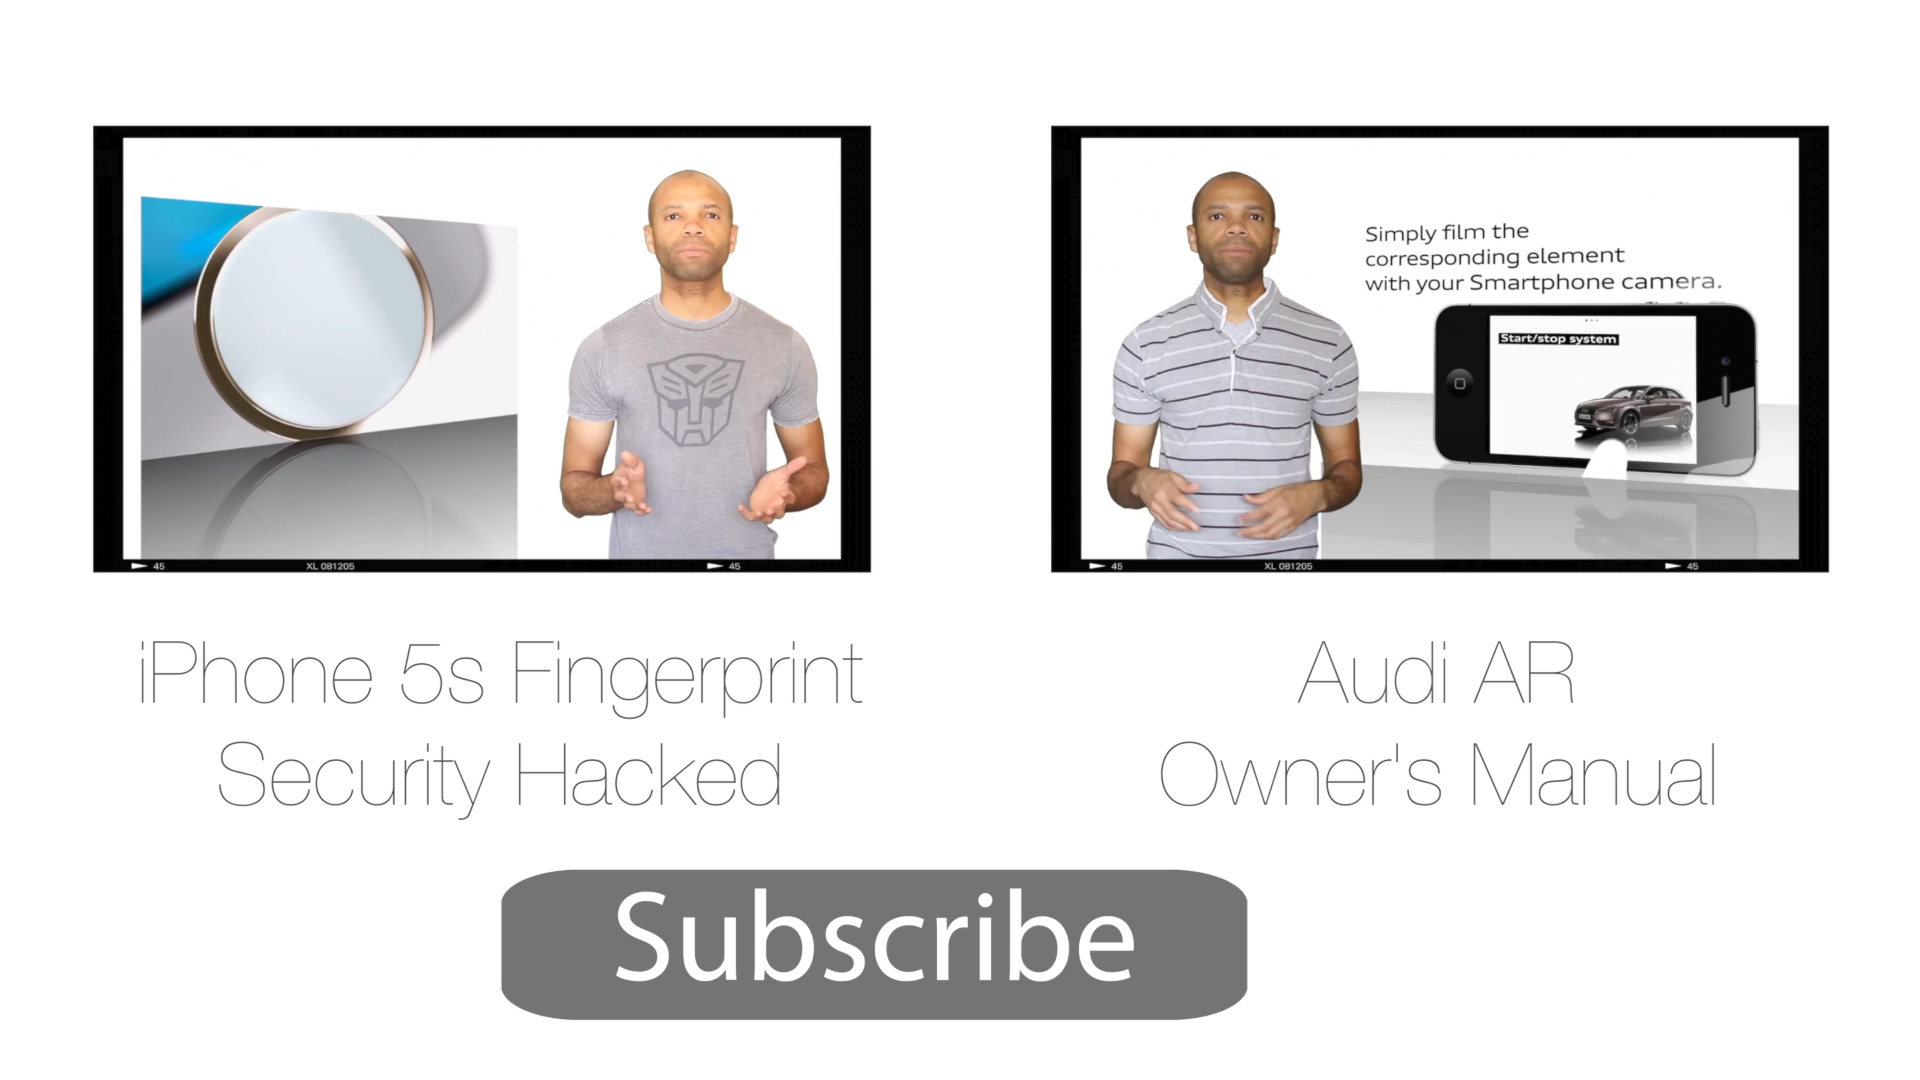 Simply film the
corresponding element
with your Smartphone camera.
Start/stop system
45 XL 081205 45
45 XL 081205 45
iPhone 5s Fingerprint
Security Hacked
Audi AR
Owner's Manual
Subscribe